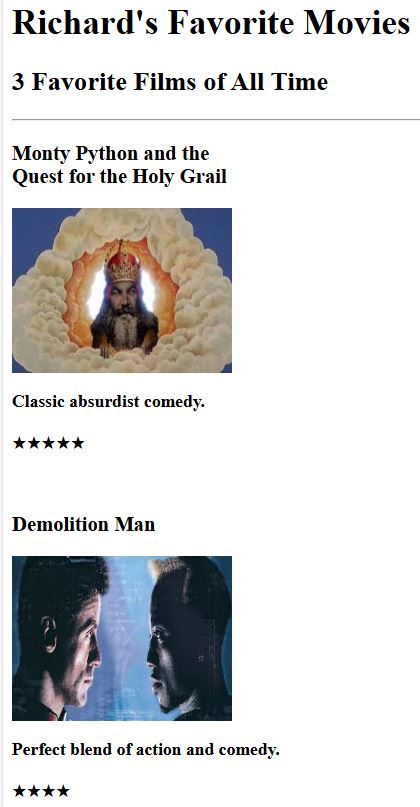 Richard's Favorite Movies
3 Favorite Films of All Time
Monty Python and the
Quest for the Holy Grail
Classic absurdist comedy.
★★★★★
Demolition Man
Perfect blend of action and comedy.
★★★★